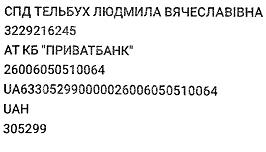 СПД ТЕЛЬБУХ ЛЮДМИЛА ВЯЧЕСЛАВІВНА
3229216245
АТ КБ "ПРИВАТБАНК"
26006050510064
UA633052990000026006050510064
UAH
305299